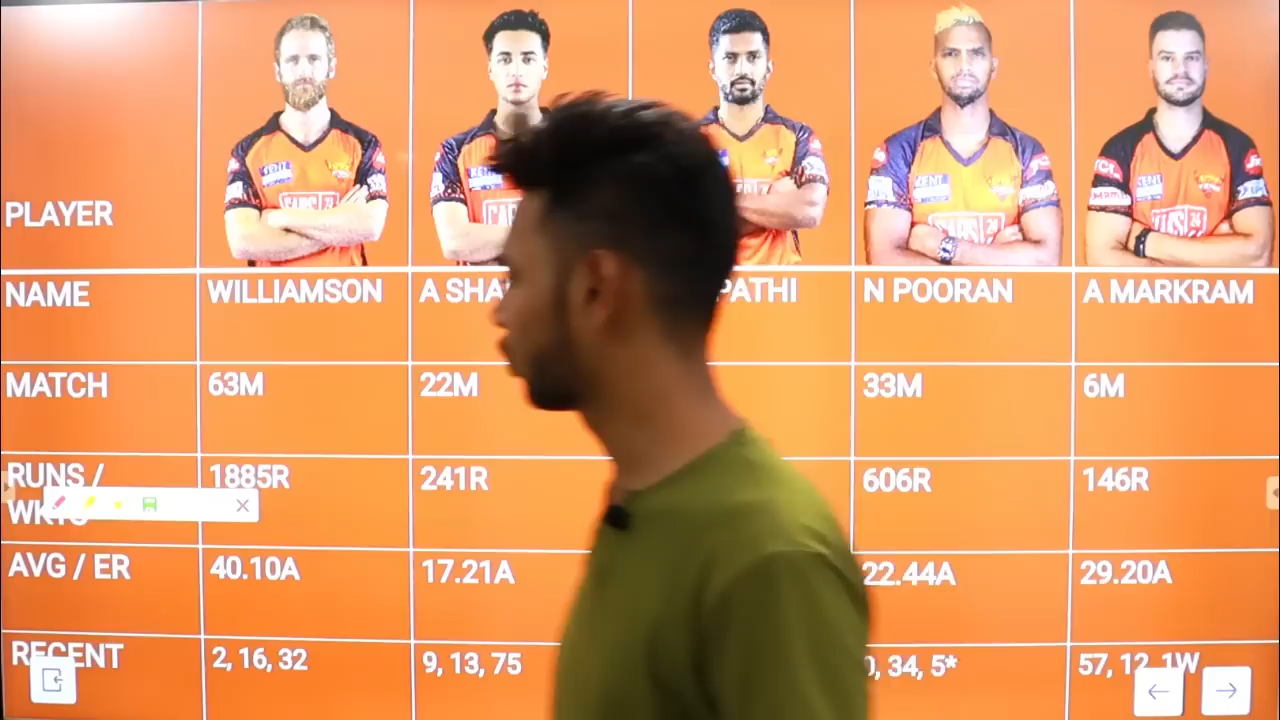 PLAYER
NAME WILLIAMSON A SHA PATHI N POORAN A MARKRAM
MATCH 63M 22M 33M 6M
RUNS / 1885R 241R 606R 146R
AVG / ER 40.10A 17.21A 22.44A 29.20A
RECENT 2, 16, 32 9, 13, 75 0, 34, 5* 57, 12, 1W